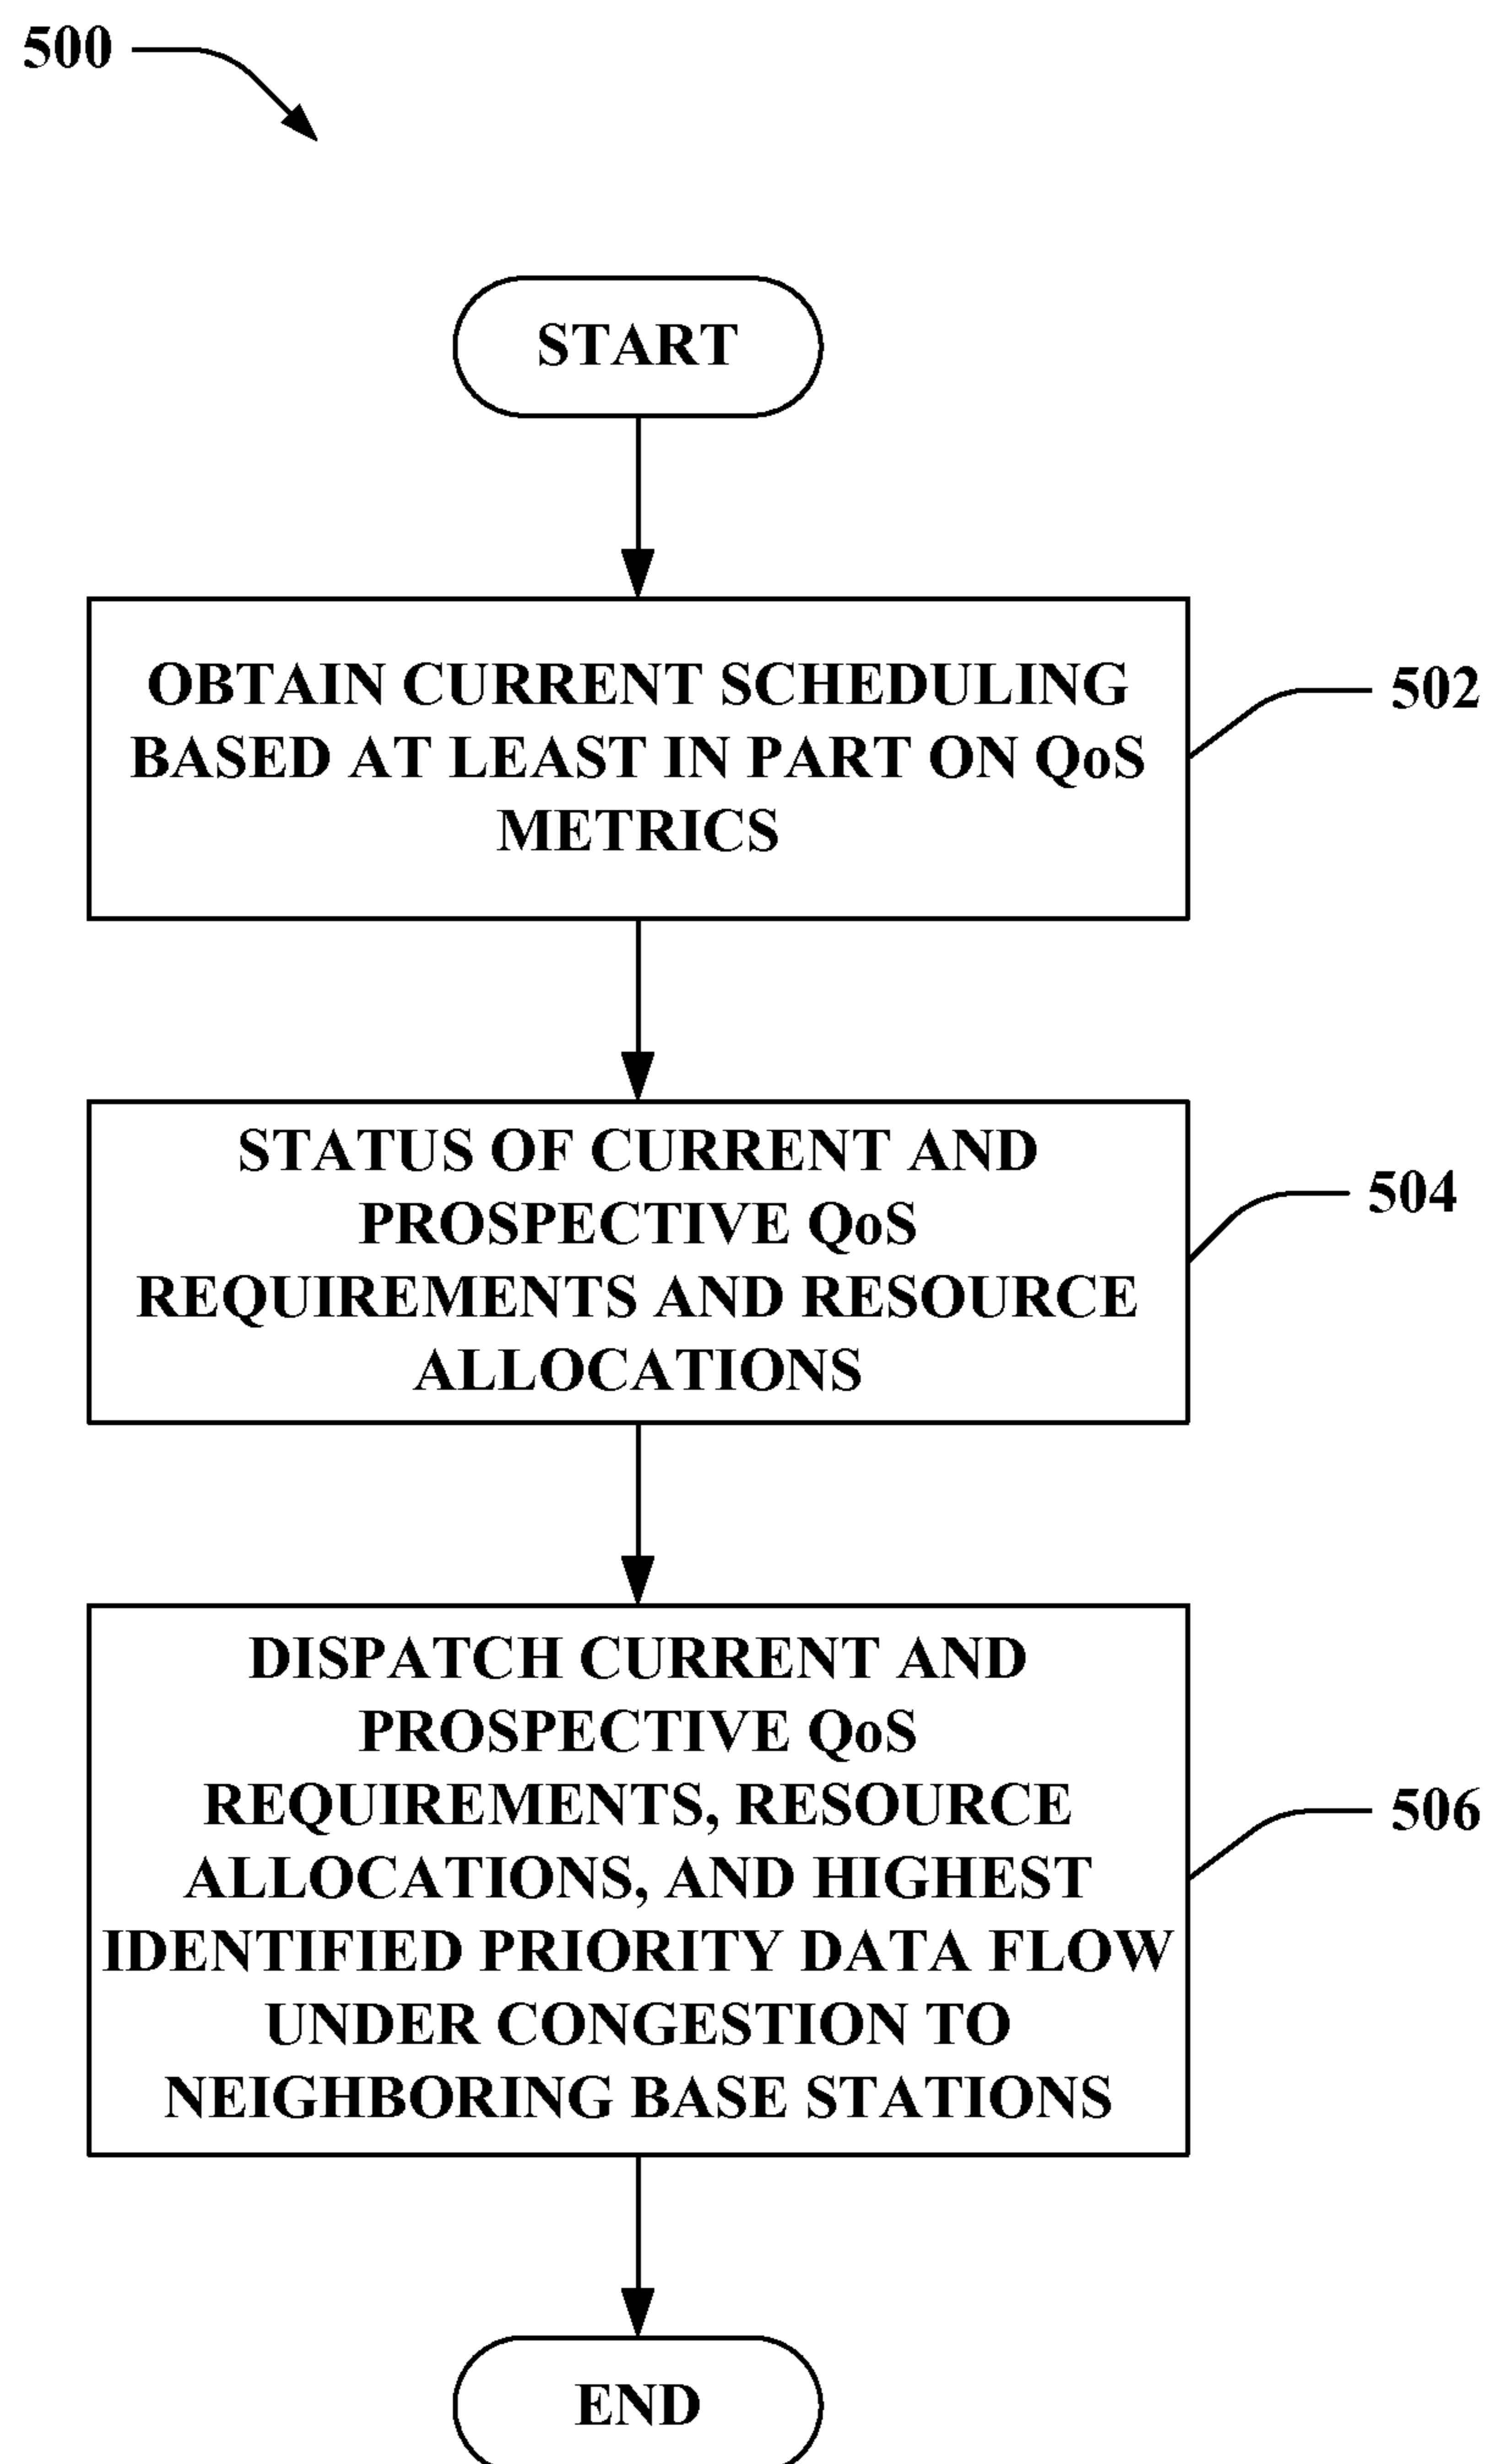 500
START
OBTAIN CURRENT SCHEDULING
BASED AT LEAST IN PART ON QoS
METRICS
502
STATUS OF CURRENT AND
PROSPECTIVE QoS
REQUIREMENTS AND RESOURCE
ALLOCATIONS
504
DISPATCH CURRENT AND
PROSPECTIVE QoS
REQUIREMENTS, RESOURCE
ALLOCATIONS, AND HIGHEST
IDENTIFIED PRIORITY DATA FLOW
UNDER CONGESTION TO
NEIGHBORING BASE STATIONS
506
END